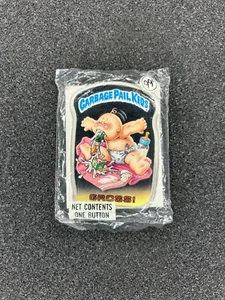 GARBAGE PAIL KIDS
GROSS!
NET CONTENTS
ONE BUTTON